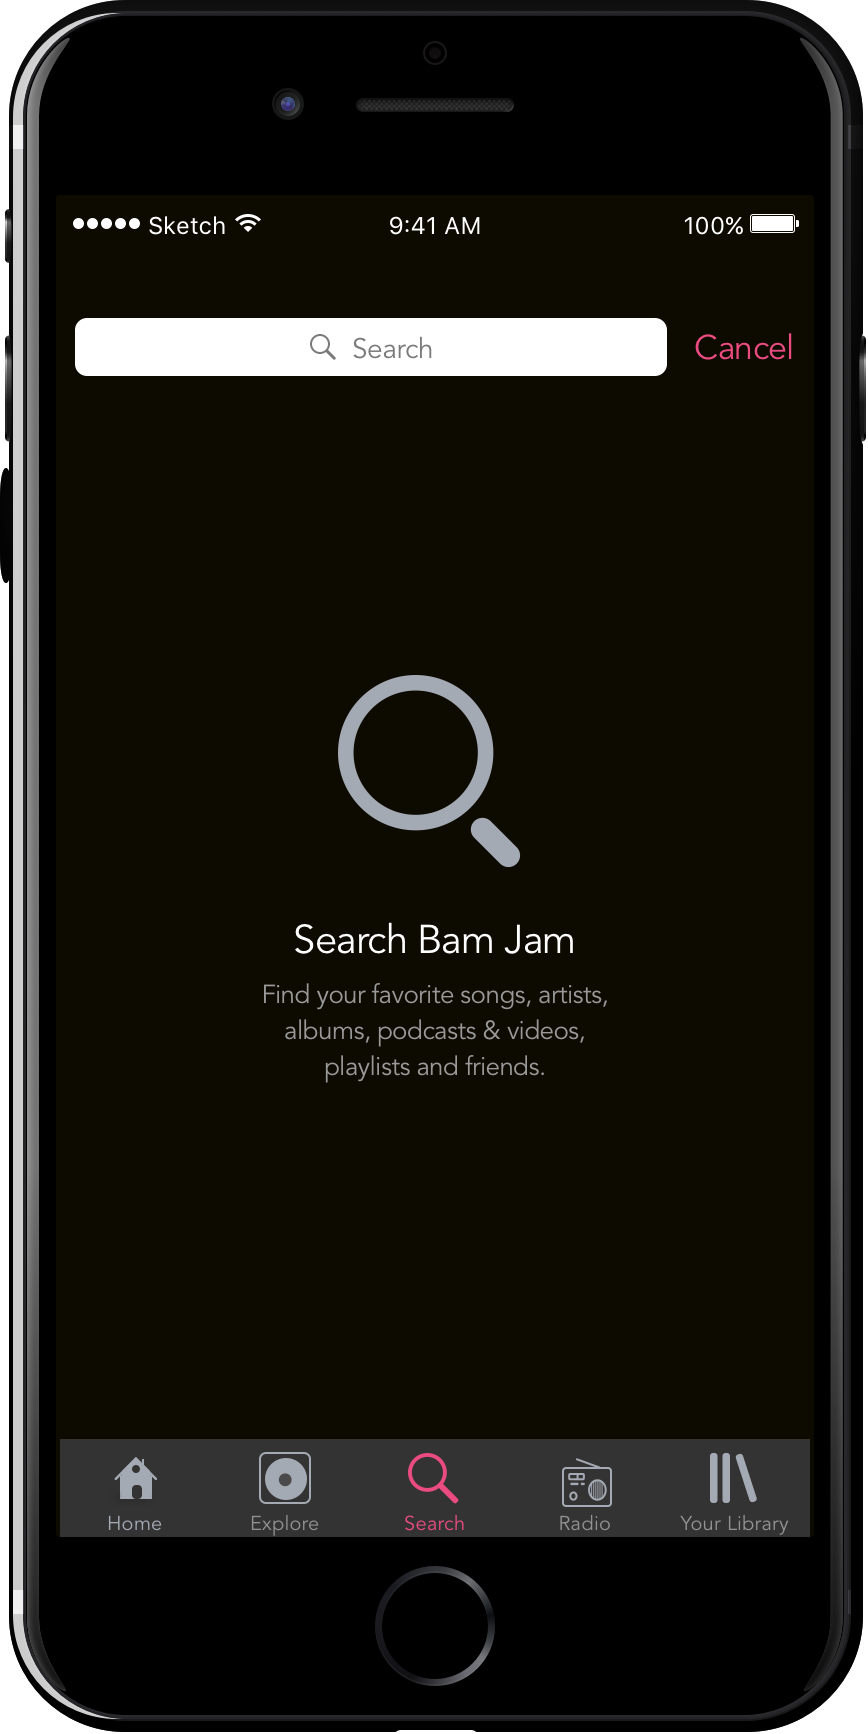 Sketch 9:41 AM 100%
Search Cancel
Search Bam Jam
Find your favorite songs, artists,
albums, podcasts & videos,
playlists and friends.
Home Explore Search Radio Your Library